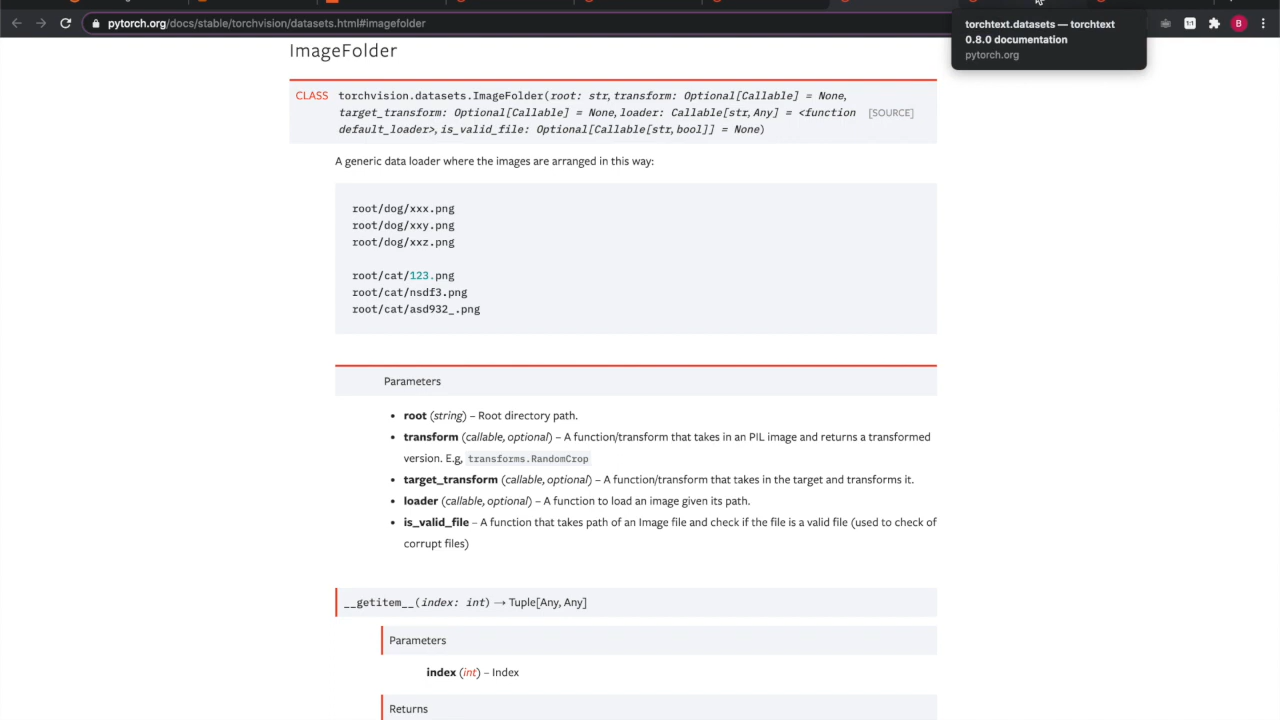 pytorch.org/docs/stable/torchvision/datasets.html#imagefolder
1:1
B
torchtext.datasets — torchtext
0.8.0 documentation
pytorch.org
ImageFolder
CLASS torchvision.datasets.ImageFolder(root: str, transform: Optional[Callable] = None,
target_transform: Optional[Callable] = None, loader: Callable[str, Any] = <function
default_loader>, is_valid_file: Optional[Callable[str, bool]] = None)
[SOURCE]
A generic data loader where the images are arranged in this way:
root/dog/xxx.png
root/dog/xxy.png
root/dog/xxz.png
root/cat/123.png
root/cat/nsdf3.png
root/cat/asd932_.png
Parameters
• root (string) – Root directory path.
• transform (callable, optional) – A function/transform that takes in an PIL image and returns a transformed
version. E.g, transforms.RandomCrop
• target_transform (callable, optional) – A function/transform that takes in the target and transforms it.
• loader (callable, optional) – A function to load an image given its path.
• is_valid_file – A function that takes path of an Image file and check if the file is a valid file (used to check of
corrupt files)
__getitem__(index: int) → Tuple[Any, Any]
Parameters
index (int) – Index
Returns